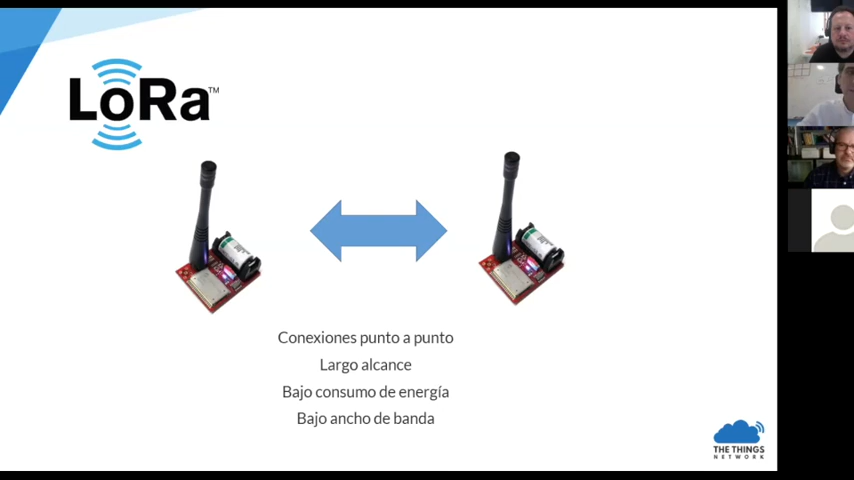 LoRa™
Conexiones punto a punto
Largo alcance
Bajo consumo de energía
Bajo ancho de banda
THE THINGS
NETWORK